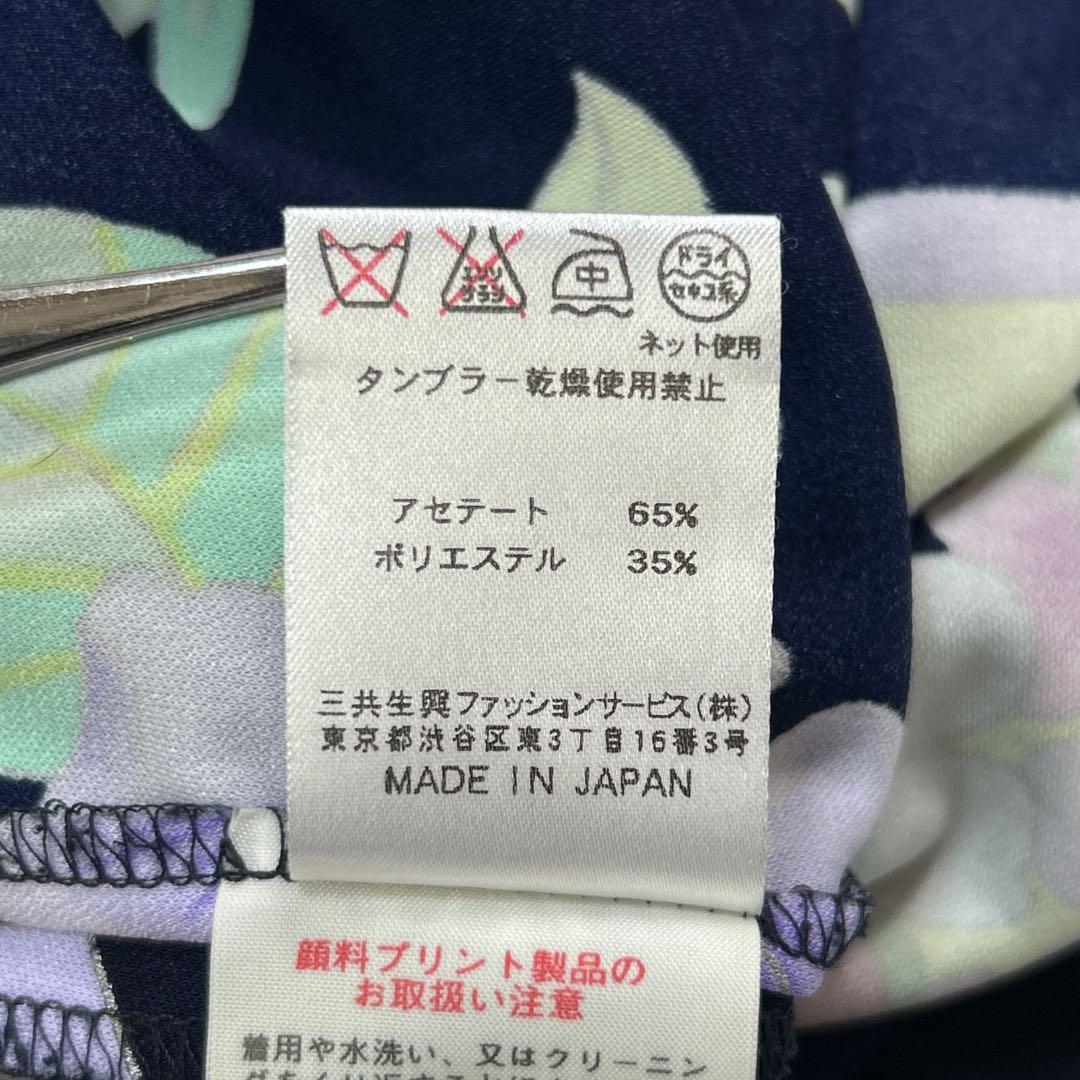 エンソ
サラシ
中
ドライ
セキユ系
ネット使用
タンブラー乾燥使用禁止
アセテート 65%
ポリエステル 35%
三共生興ファッションサービス(株)
東京都渋谷区東3丁目16番3号
MADE IN JAPAN
顔料プリント製品の
お取扱い注意
着用や水洗い、又はクリーニン